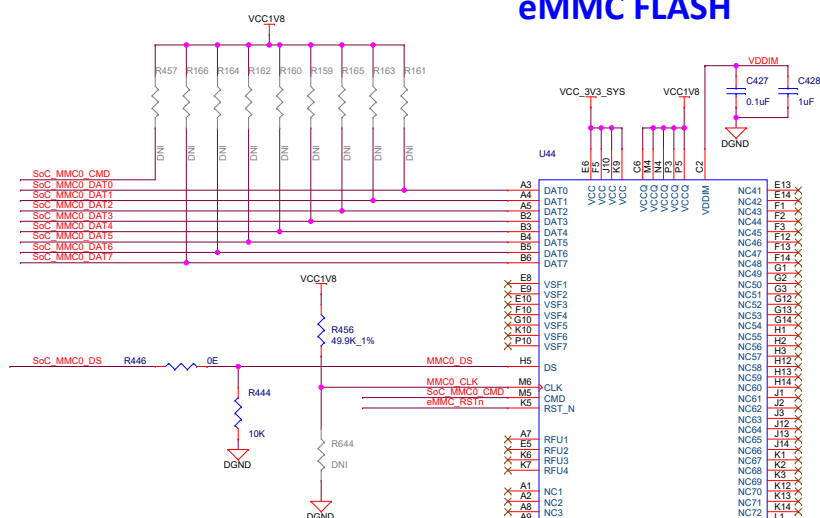 eMMC FLASH
VCC1V8
R457 R166 R164 R162 R160 R159 R165 R163 R161
DNI DNI DNI DNI DNI DNI DNI DNI DNI
VDDIM
C427
0.1uF
C428
1uF
DGND
VCC_3V3_SYS
VCC1V8
U44
E6 F5 J10 K9 C6 M4 N4 P3 P5 C2
VCC VCC VCC VCC VCCQ VCCQ VCCQ VCCQ VCCQ VDDIM
SoC_MMC0_CMD
SoC_MMC0_DAT0 A3 DAT0
SoC_MMC0_DAT1 A4 DAT1
SoC_MMC0_DAT2 A5 DAT2
SoC_MMC0_DAT3 B2 DAT3
SoC_MMC0_DAT4 B3 DAT4
SoC_MMC0_DAT5 B4 DAT5
SoC_MMC0_DAT6 B5 DAT6
SoC_MMC0_DAT7 B6 DAT7
E8 VSF1
E9 VSF2
E10 VSF3
F10 VSF4
G10 VSF5
K10 VSF6
P10 VSF7
VCC1V8
R456
49.9K_1%
SoC_MMC0_DS R446 0E MMC0_DS H5 DS
MMC0_CLK M6 CLK
SoC_MMC0_CMD M5 CMD
eMMC_RSTn K5 RST_N
R444
10K
DGND
R644
DNI
DGND
A7 RFU1
E5 RFU2
K6 RFU3
K7 RFU4
A1 NC1
A2 NC2
A8 NC3
A9
NC41 E13
NC42 E14
NC43 F1
NC44 F2
NC45 F3
NC46 F12
NC47 F13
NC48 F14
NC49 G1
NC50 G2
NC51 G3
NC52 G12
NC53 G13
NC54 G14
NC55 H1
NC56 H2
NC57 H3
NC58 H12
NC59 H13
NC60 H14
NC61 J1
NC62 J2
NC63 J3
NC64 J12
NC65 J13
NC66 J14
NC67 K1
NC68 K2
NC69 K3
NC70 K12
NC71 K13
NC72 K14
L1